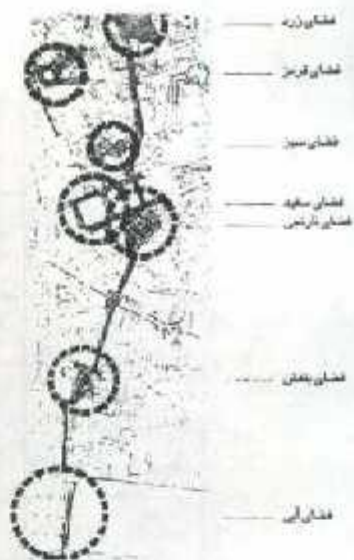 فضای زرد
فضای قرمز
فضای سبز
فضای سفید
فضای نارنجی
فضای بنفش
فضای آبی